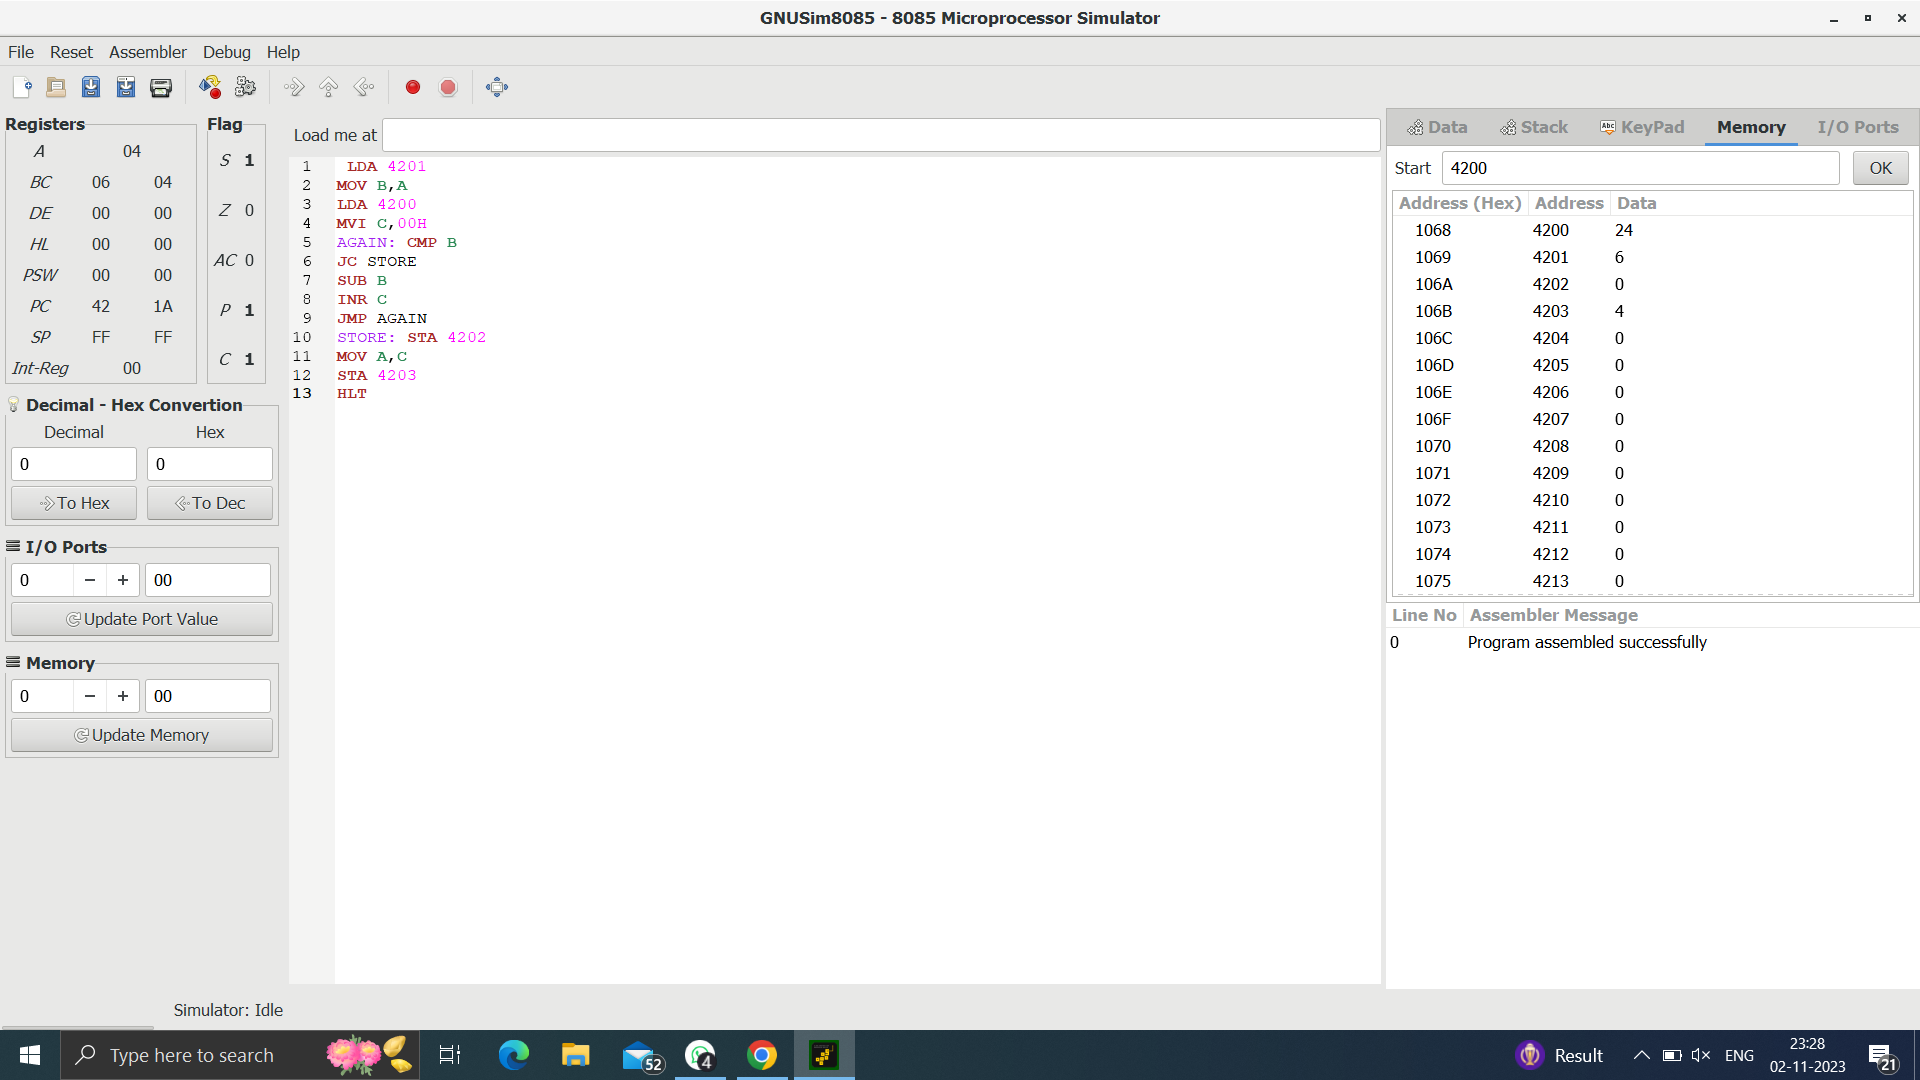 GNUSim8085 - 8085 Microprocessor Simulator
File Reset Assembler Debug Help
Registers
A 04
BC 06 04
DE 00 00
HL 00 00
PSW 00 00
PC 42 1A
SP FF FF
Int-Reg 00
Flag
S 1
Z 0
AC 0
P 1
C 1
Decimal - Hex Convertion
Decimal Hex
0 0
To Hex To Dec
I/O Ports
0 − + 00
Update Port Value
Memory
0 − + 00
Update Memory
Load me at
1 LDA 4201
2 MOV B,A
3 LDA 4200
4 MVI C,00H
5 AGAIN: CMP B
6 JC STORE
7 SUB B
8 INR C
9 JMP AGAIN
10 STORE: STA 4202
11 MOV A,C
12 STA 4203
13 HLT
Data Stack Abc KeyPad Memory I/O Ports
Start 4200 OK
Address (Hex) Address Data
1068 4200 24
1069 4201 6
106A 4202 0
106B 4203 4
106C 4204 0
106D 4205 0
106E 4206 0
106F 4207 0
1070 4208 0
1071 4209 0
1072 4210 0
1073 4211 0
1074 4212 0
1075 4213 0
Line No Assembler Message
0 Program assembled successfully
Simulator: Idle
Type here to search
52
4
Result
ENG
23:28
02-11-2023
21